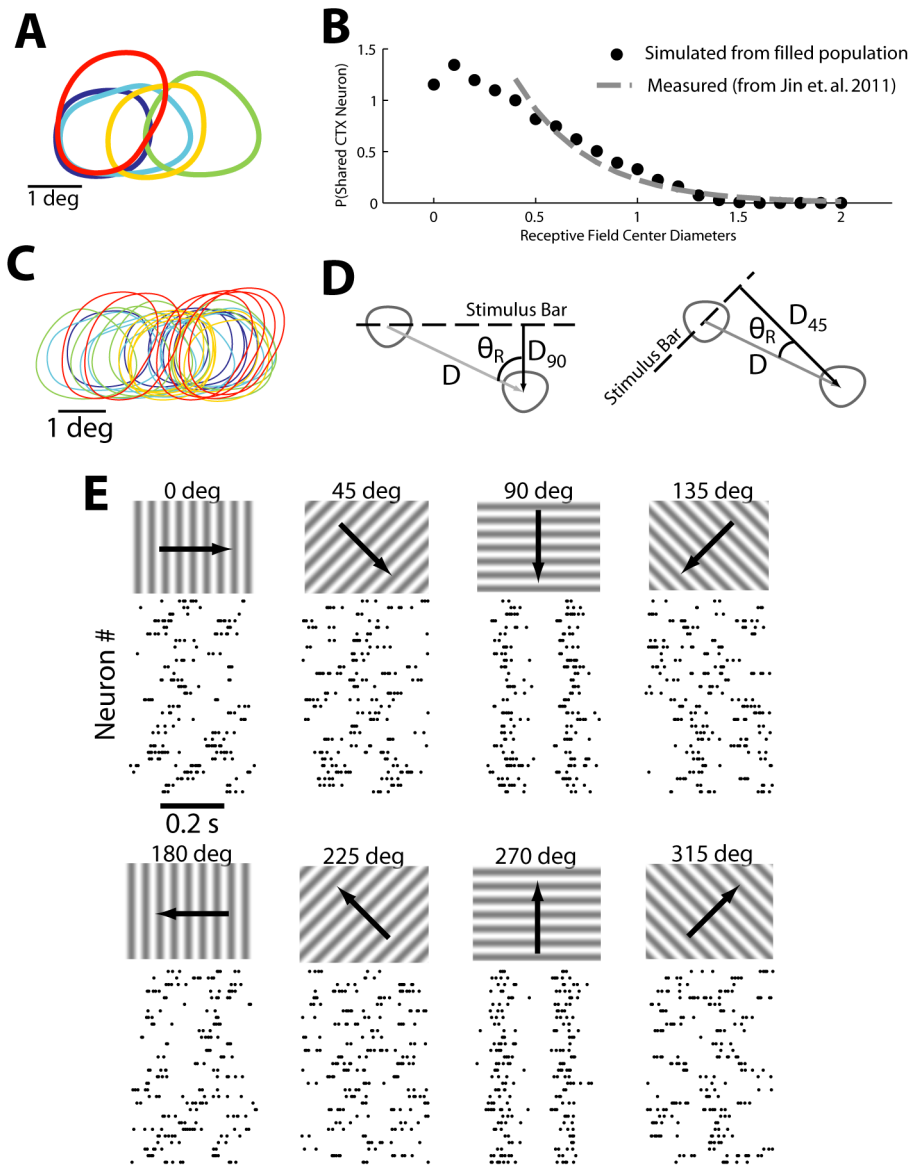 A
1 deg
B
P(Shared CTX Neuron)
1.5
1
0.5
0
0
0.5
1
1.5
2
Receptive Field Center Diameters
Simulated from filled population
Measured (from Jin et. al. 2011)
C
1 deg
D
Stimulus Bar
θR
D
D90
Stimulus Bar
θR
D
D45
E
0 deg
45 deg
90 deg
135 deg
Neuron #
0.2 s
180 deg
225 deg
270 deg
315 deg